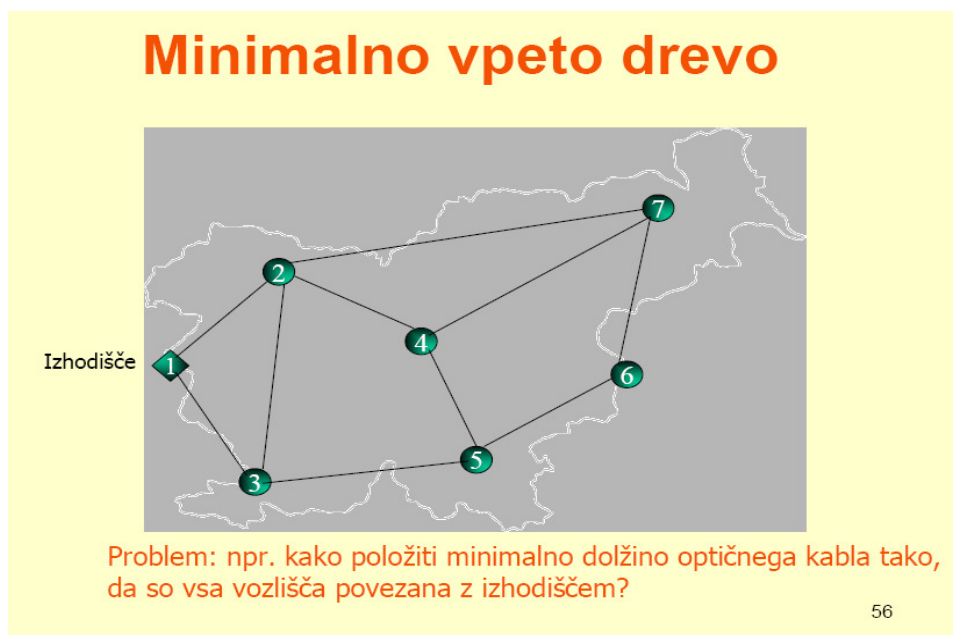 Minimalno vpeto drevo
7
2
4
Izhodišče
1
6
5
3
Problem: npr. kako položiti minimalno dolžino optičnega kabla tako,
da so vsa vozlišča povezana z izhodiščem?
56